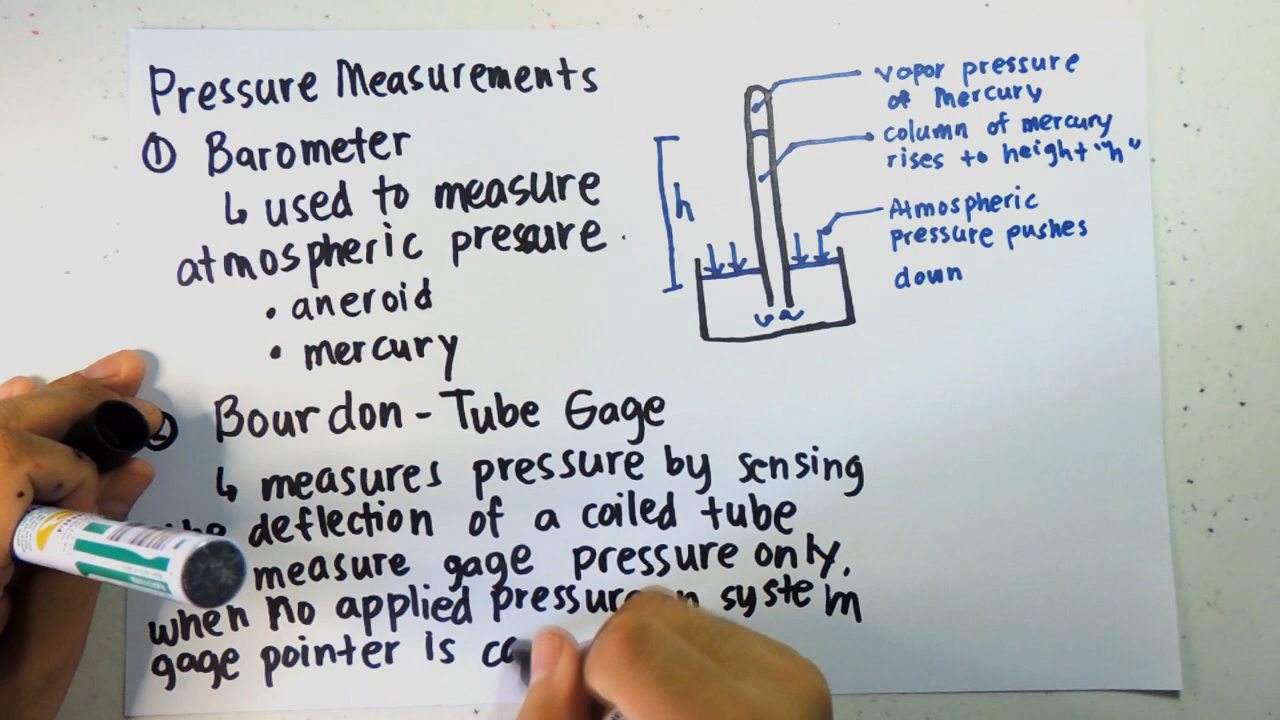 Pressure Measurements
① Barometer
↳ used to measure
atmospheric pressure.
• aneroid
• mercury
h
vapor pressure
of Mercury
column of mercury
rises to height "h"
Atmospheric
pressure pushes
down
Bourdon-Tube Gage
↳ measures pressure by sensing
the deflection of a coiled tube
measure gage pressure only.
when no applied pressure system
gage pointer is